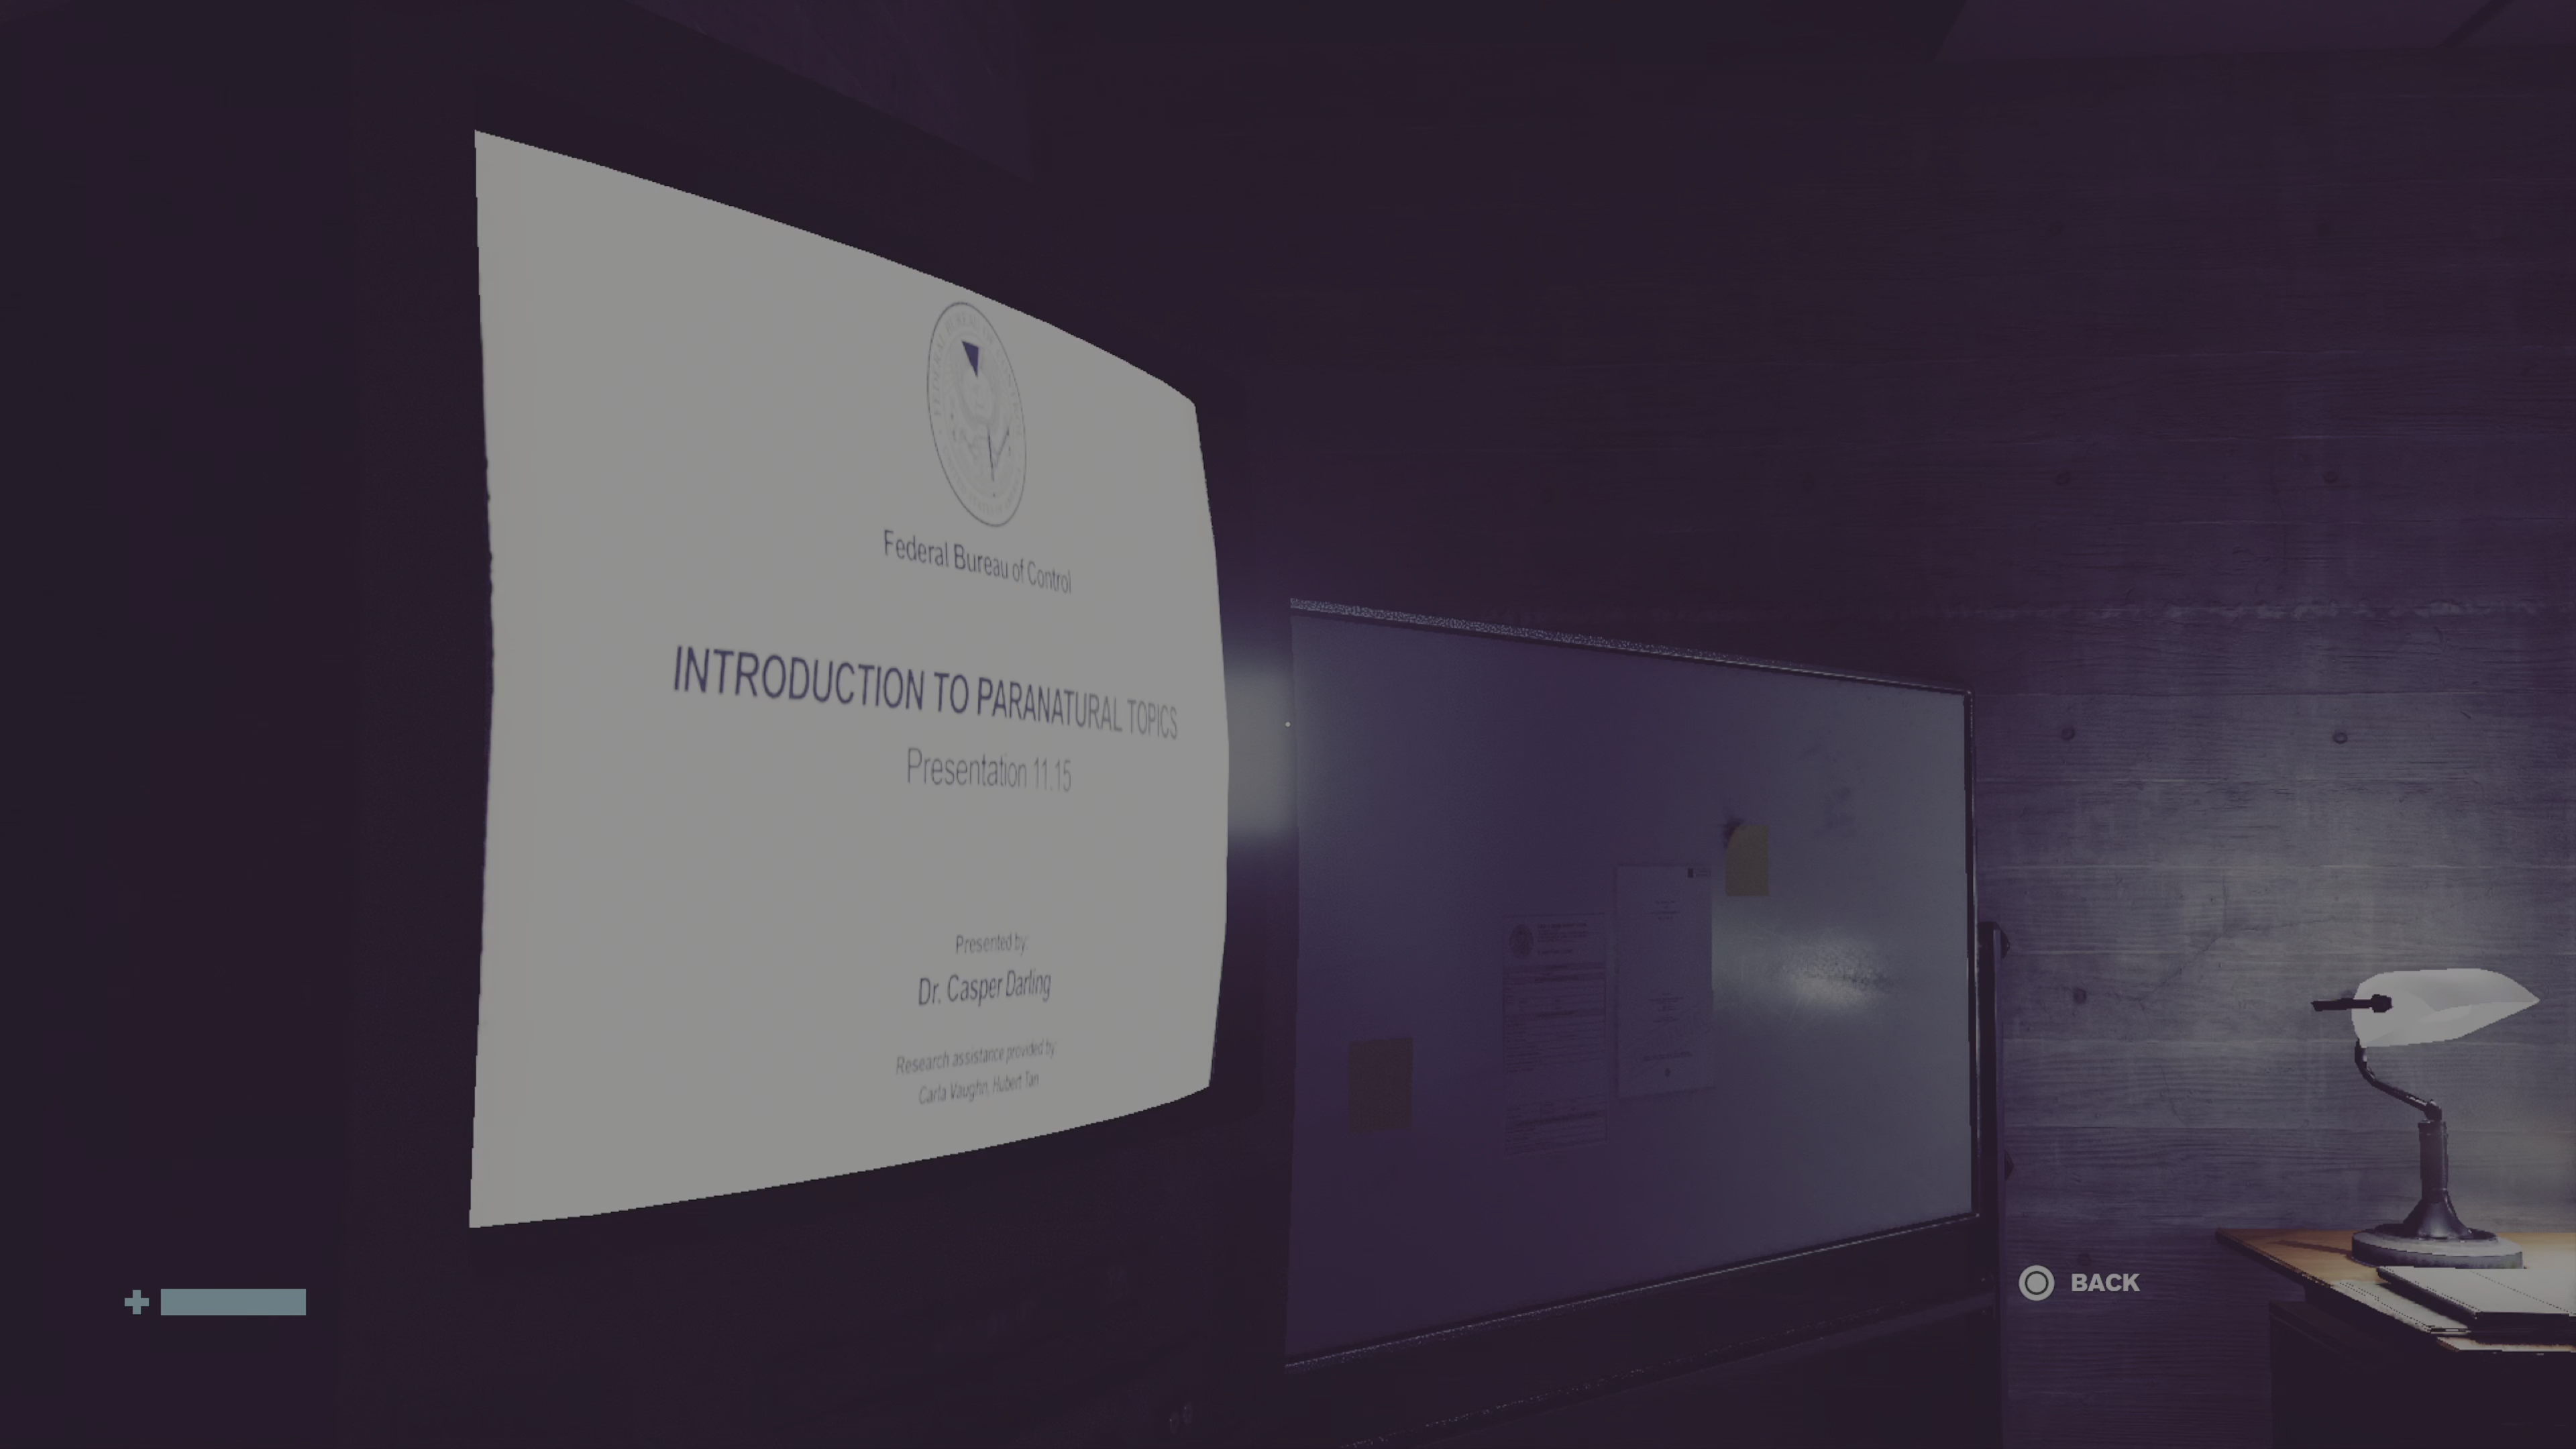 Federal Bureau of Control
INTRODUCTION TO PARANATURAL TOPICS
Presentation 11.15
Presented by:
Dr. Casper Darling
Research assistance provided by:
Carla Vaughn, Hubert Tan
BACK